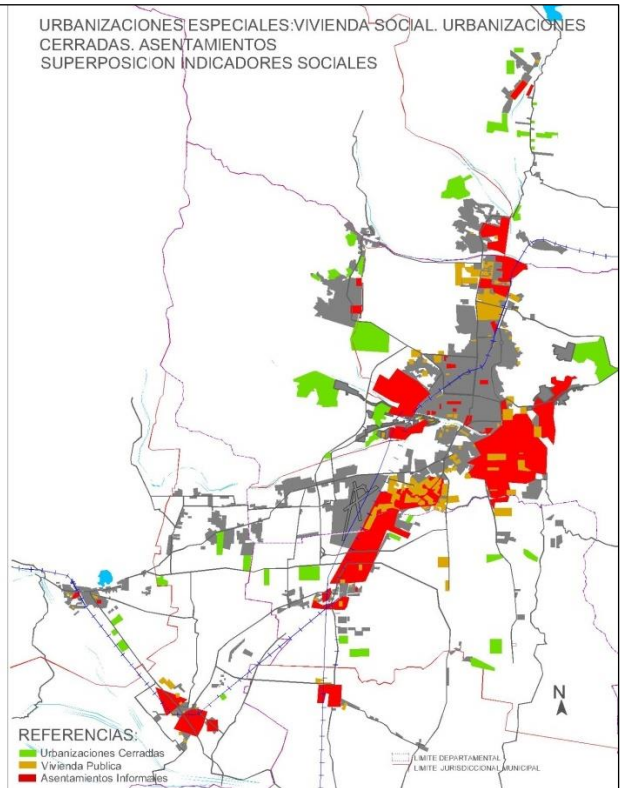 URBANIZACIONES ESPECIALES:VIVIENDA SOCIAL. URBANIZACIONES
CERRADAS. ASENTAMIENTOS
SUPERPOSICION INDICADORES SOCIALES
N
REFERENCIAS:
Urbanizaciones Cerradas
Vivienda Publica
Asentamientos Informales
LIMITE DEPARTAMENTAL
LIMITE JURISDICCIONAL MUNICIPAL